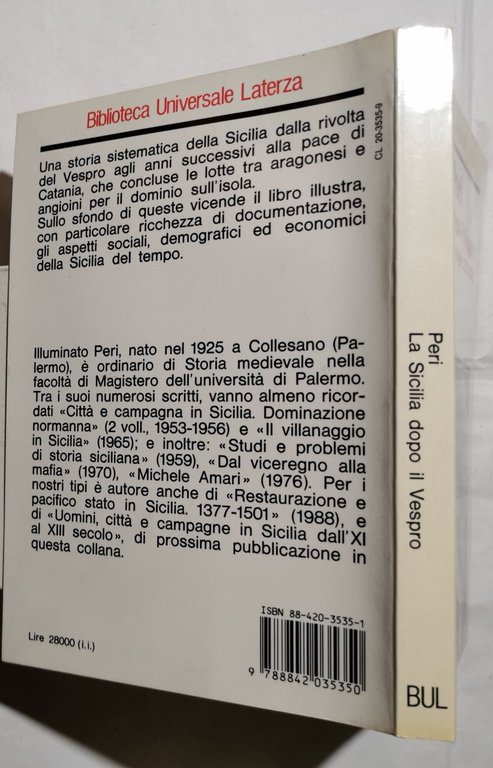 Biblioteca Universale Laterza
Una storia sistematica della Sicilia dalla rivolta
del Vespro agli anni successivi alla pace di
Catania, che concluse le lotte tra aragonesi e
angioini per il dominio sull'isola.
Sullo sfondo di queste vicende il libro illustra,
con particolare ricchezza di documentazione,
gli aspetti sociali, demografici ed economici
della Sicilia del tempo.
CL 20-3535-9
Illuminato Peri, nato nel 1925 a Collesano (Pa-
lermo), è ordinario di Storia medievale nella
facoltà di Magistero dell'università di Palermo.
Tra i suoi numerosi scritti, vanno almeno ricor-
dati «Città e campagna in Sicilia. Dominazione
normanna» (2 voll., 1953-1956) e «Il villanaggio
in Sicilia» (1965); e inoltre: «Studi e problemi
di storia siciliana» (1959), «Dal viceregno alla
mafia» (1970), «Michele Amari» (1976). Per i
nostri tipi è autore anche di «Restaurazione e
pacifico stato in Sicilia. 1377-1501» (1988), e
di «Uomini, città e campagne in Sicilia dall'XI
al XIII secolo», di prossima pubblicazione in
questa collana.
Lire 28000 (i.i.)
ISBN 88-420-3535-1
9 788842 035350
Peri
La Sicilia dopo il Vespro
BUL